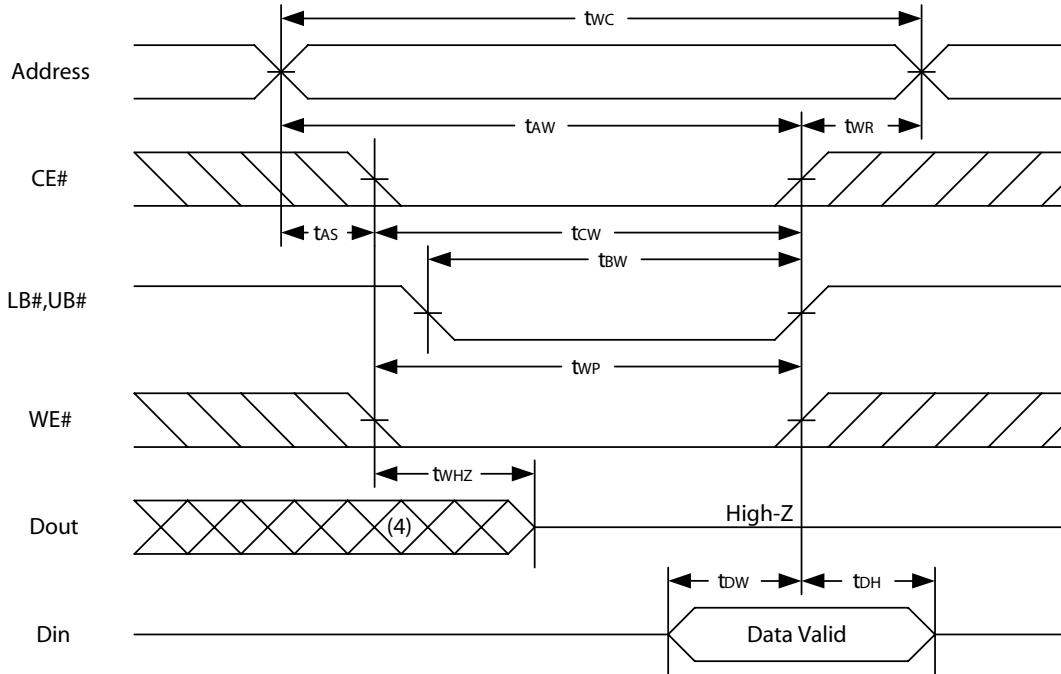 tWC
Address
tAW
tWR
CE#
tAS
tCW
tBW
LB#,UB#
tWP
WE#
tWHZ
Dout
(4)
High-Z
tDW
tDH
Din
Data Valid